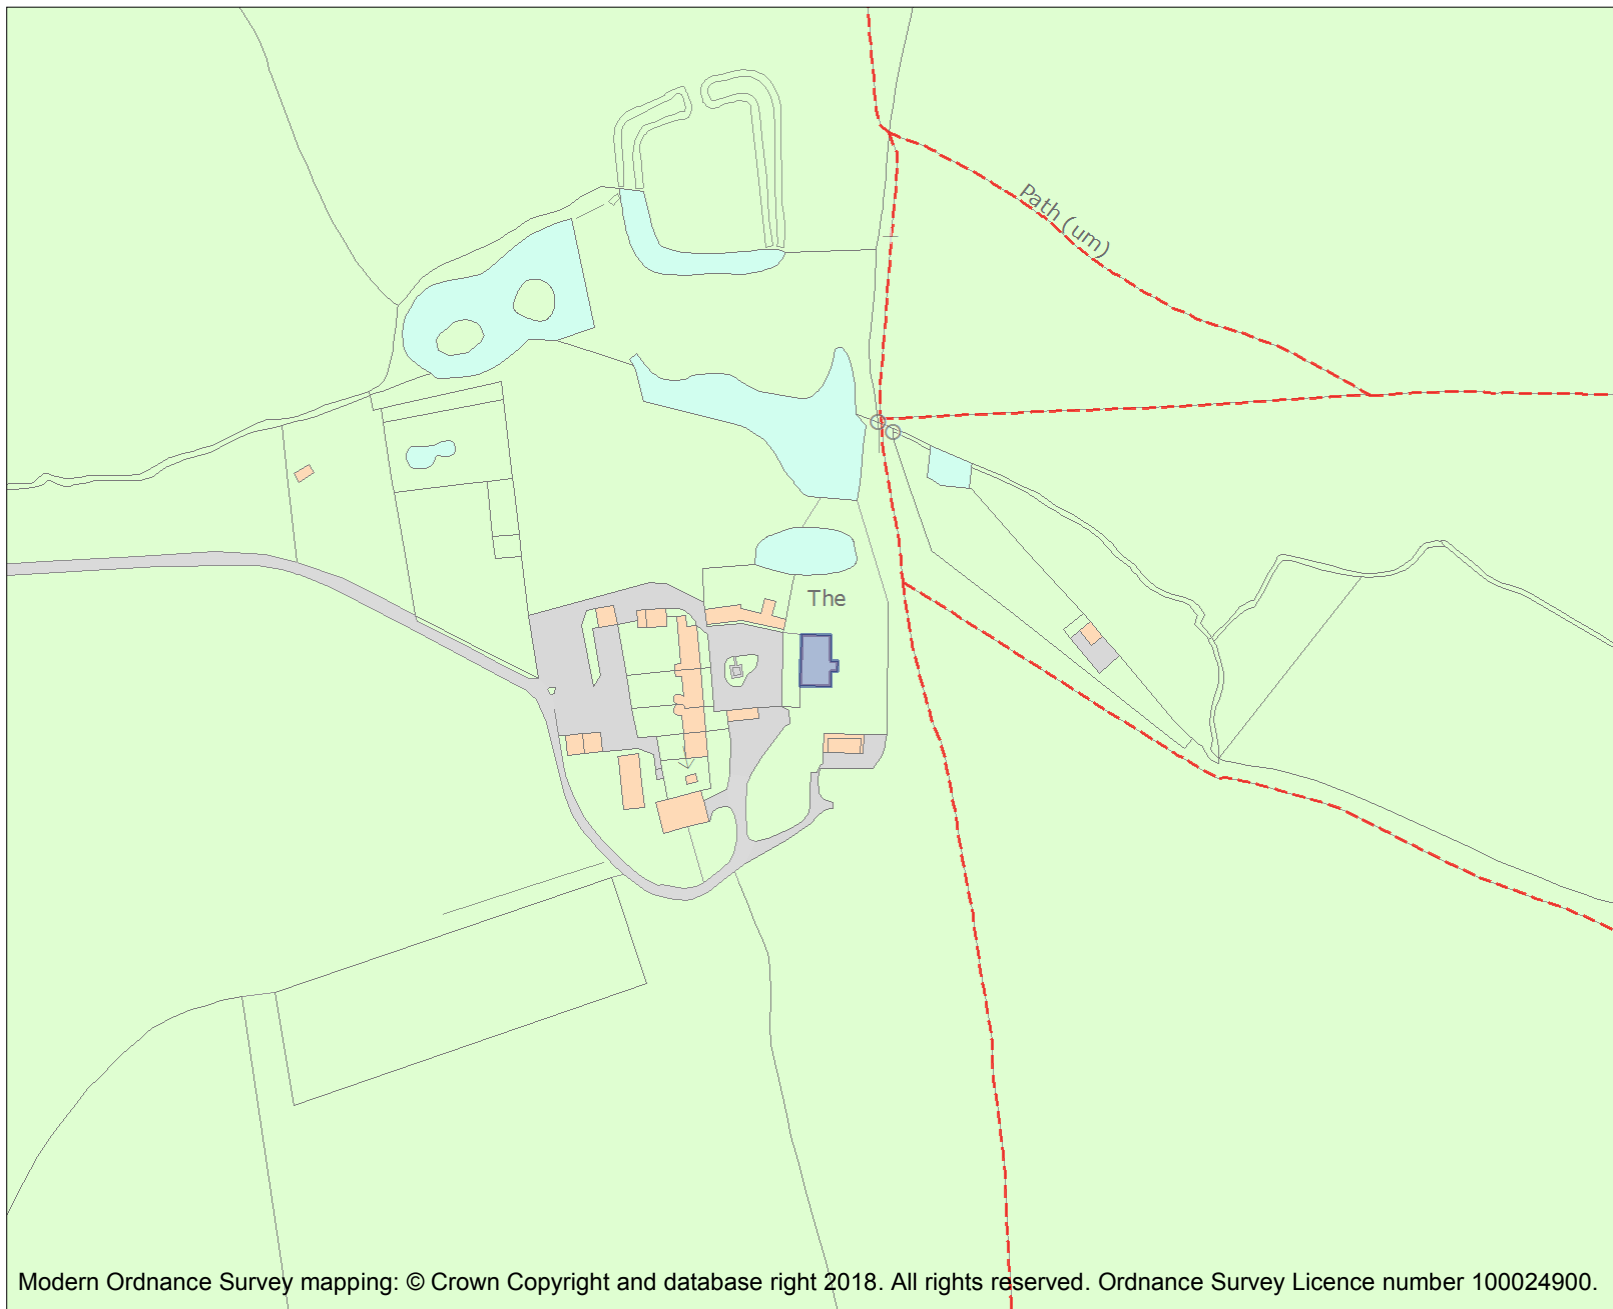 Path (um)
The
Modern Ordnance Survey mapping: © Crown Copyright and database right 2018. All rights reserved. Ordnance Survey Licence number 100024900.